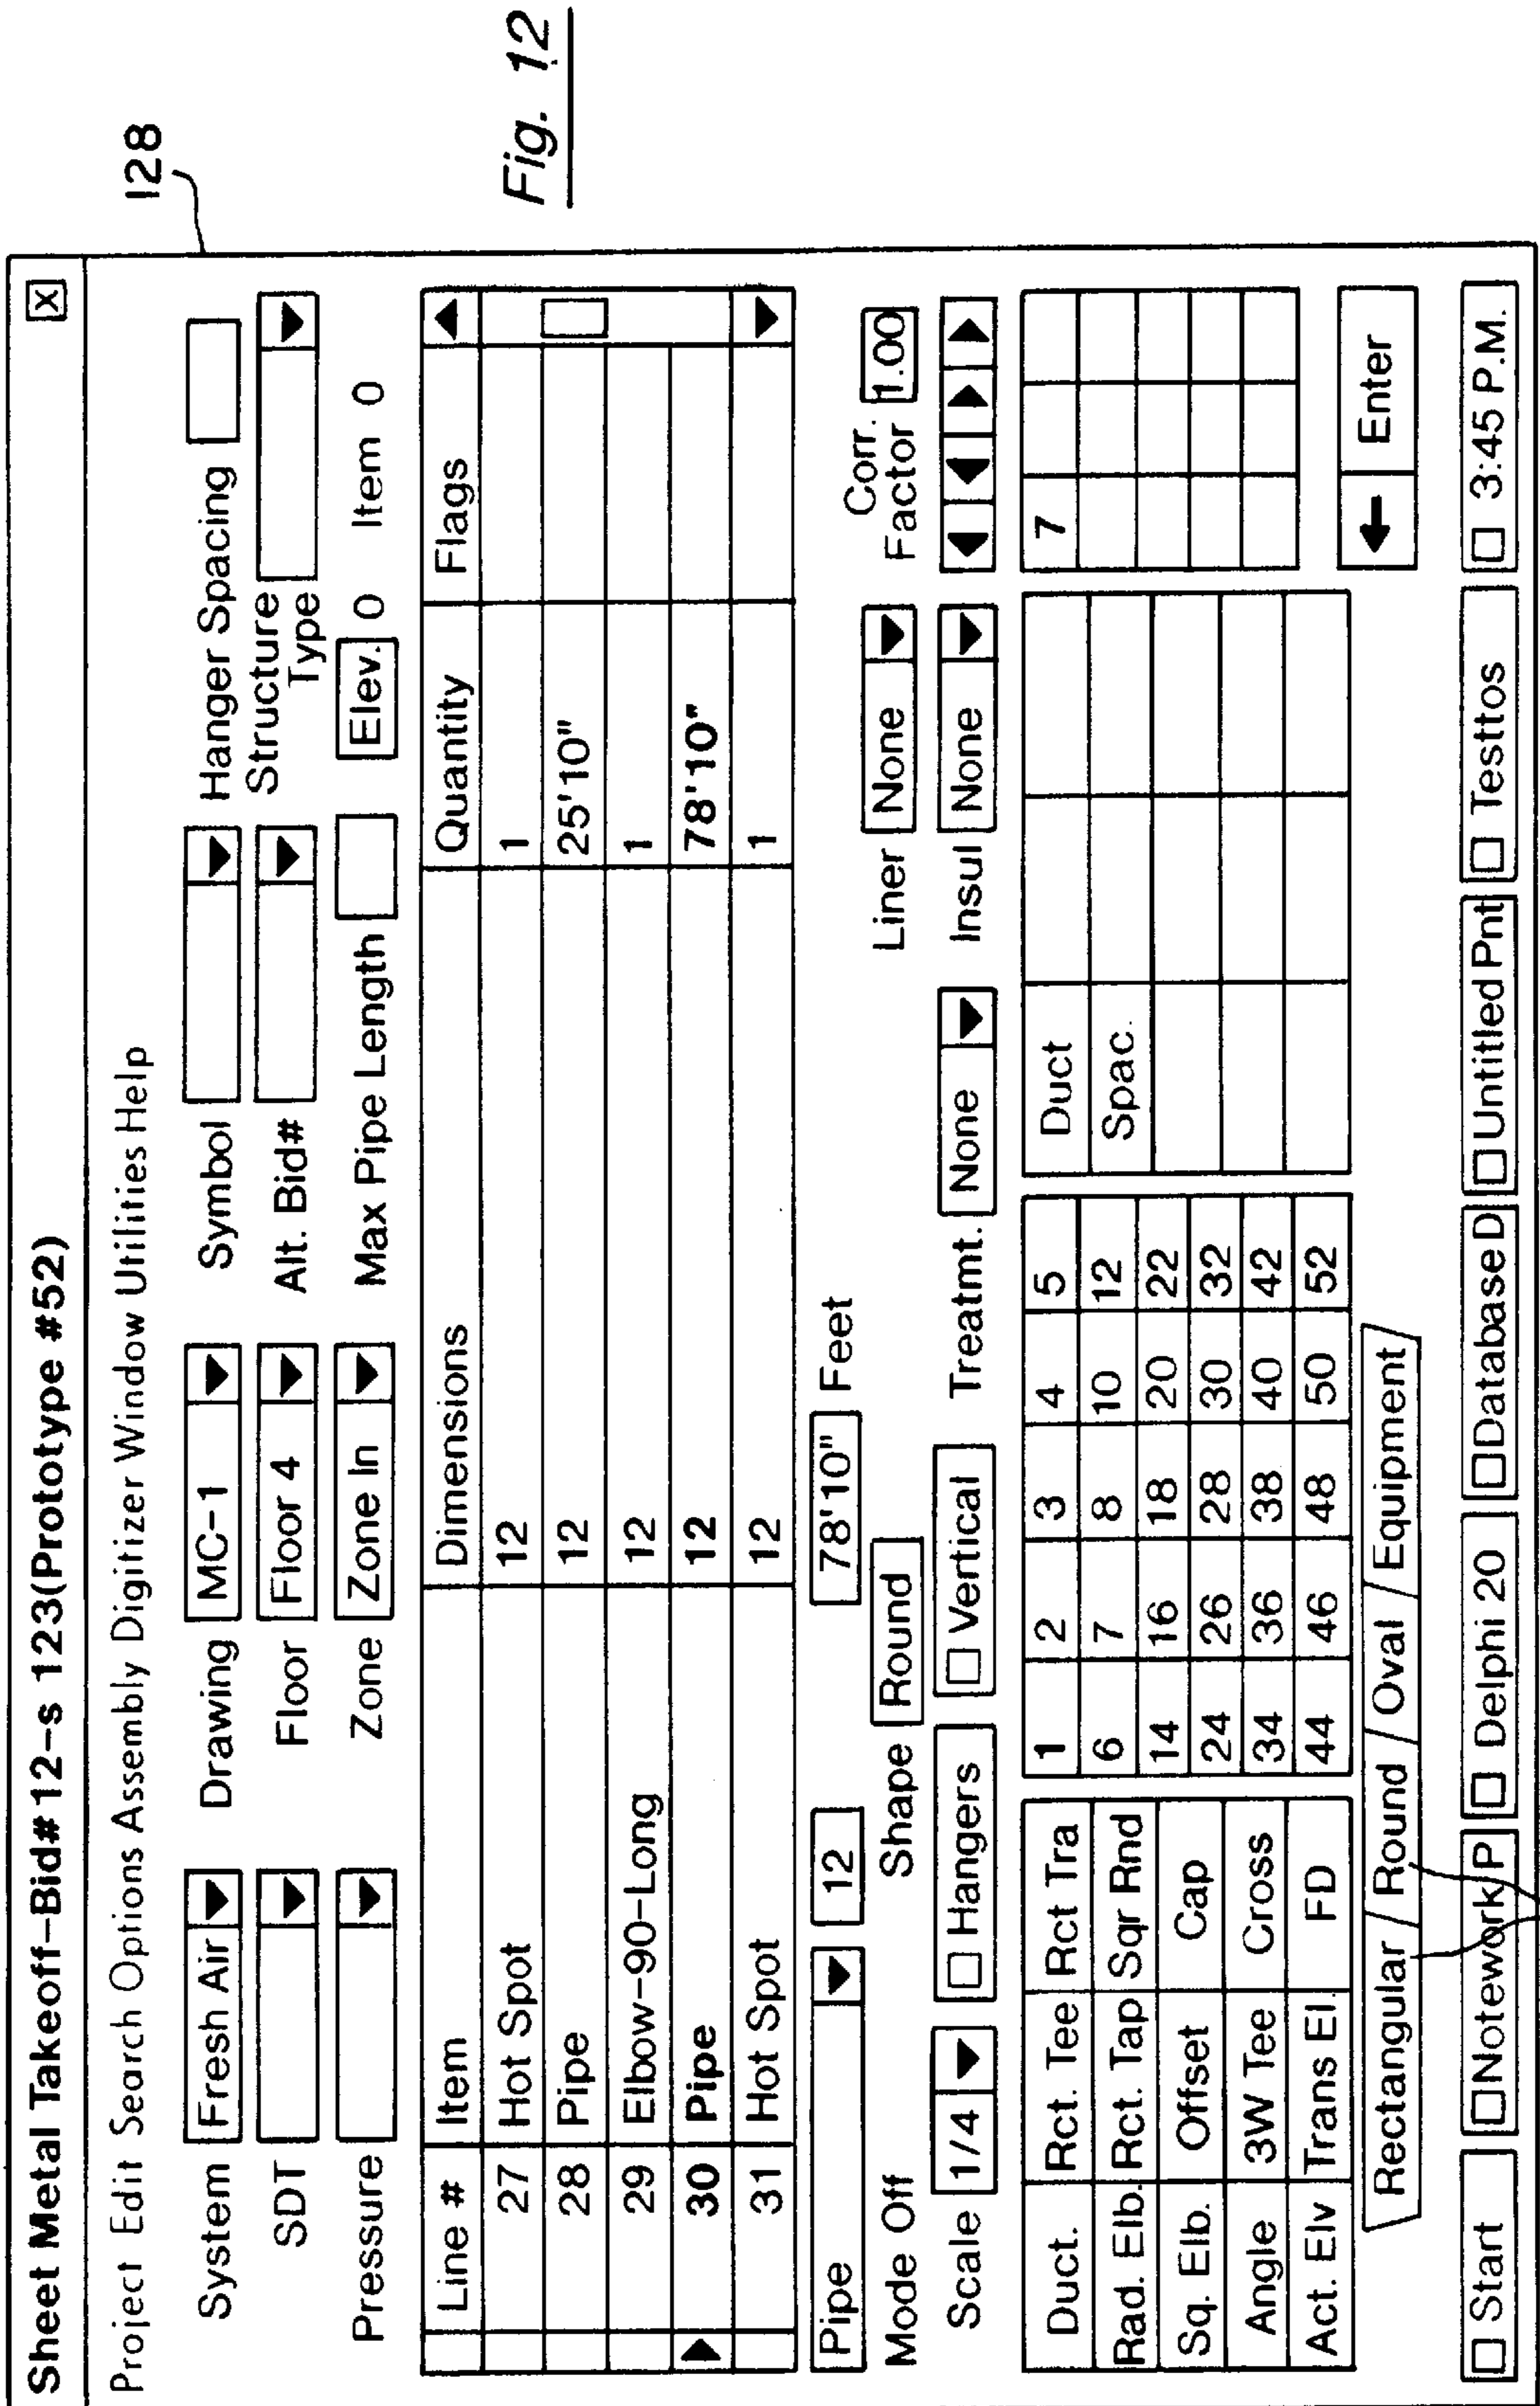 Sheet Metal Takeoff-Bid#12-s 123(Prototype #52) X
Project Edit Search Options Assembly Digitizer Window Utilities Help
128
System Fresh Air Drawing MC-1 Symbol Hanger Spacing
SDT Floor Floor 4 Alt. Bid# Structure Type
Pressure Zone Zone In Max Pipe Length Elev. 0 Item 0
Line # Item Dimensions Quantity Flags
27 Hot Spot 12 1
28 Pipe 12 25'10"
29 Elbow-90-Long 12 1
30 Pipe 12 78'10"
31 Hot Spot 12 1
Fig. 12
Pipe 12 78'10" Feet
Mode Off Shape Round Liner None Corr. Factor 1.00
Scale 1/4 Hangers Vertical Treatmt. None Insul None
Duct. Rct. Tee Rct Tra 1 2 3 4 5 Duct 7
Rad. Elb. Rct. Tap Sqr Rnd 6 7 8 10 12 Spac.
Sq. Elb. Offset Cap 14 16 18 20 22
Angle 3W Tee Cross 24 26 28 30 32
Act. Elv Trans El. FD 34 36 38 40 42
44 46 48 50 52
Rectangular Round Oval Equipment Enter
Start Notework P Delphi 20 Database D Untitled Pnt Testtos 3:45 P.M.